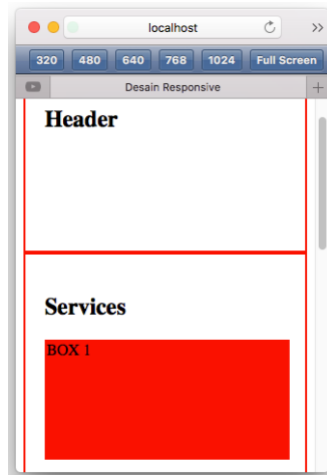 localhost
320 480 640 768 1024 Full Screen
Desain Responsive
Header
Services
BOX 1